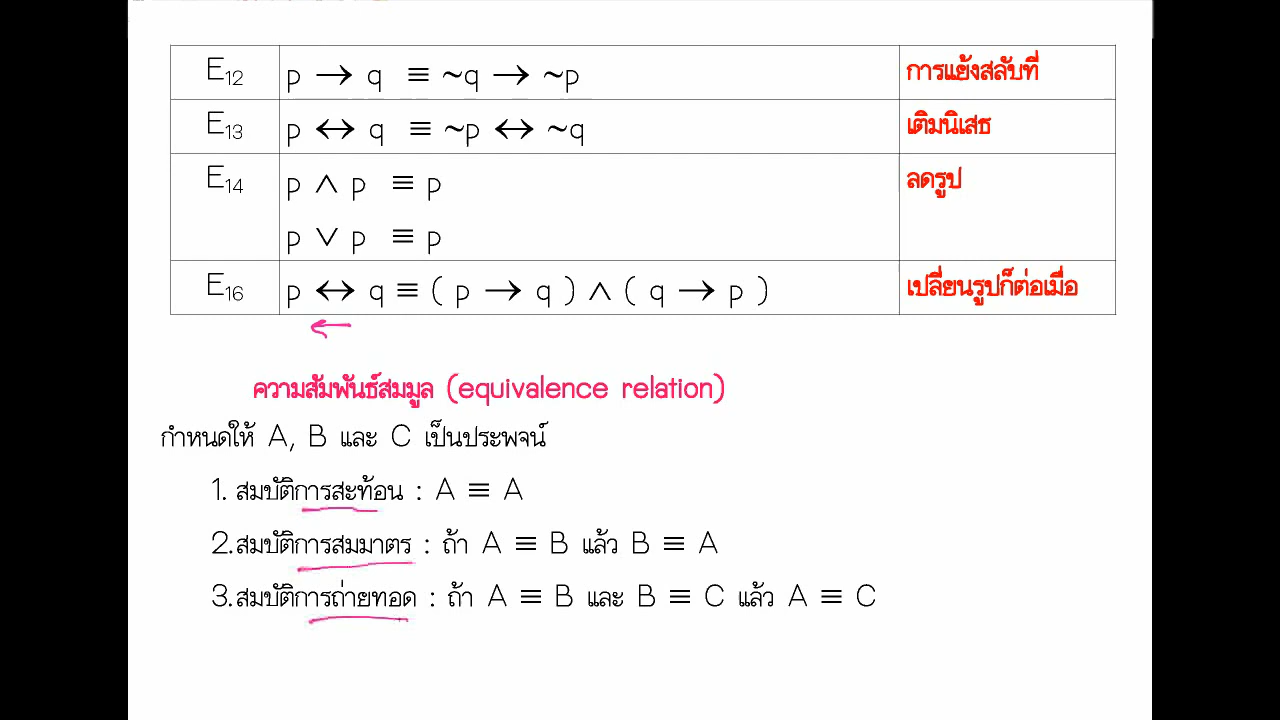 E12 p → q ≡ ~q → ~p การแย้งสลับที่
E13 p ↔ q ≡ ~p ↔ ~q เติมนิเสธ
E14 p ∧ p ≡ p ลดรูป
p ∨ p ≡ p
E16 p ↔ q ≡ ( p → q ) ∧ ( q → p ) เปลี่ยนรูปก็ต่อเมื่อ
ความสัมพันธ์สมมูล (equivalence relation)
กำหนดให้ A, B และ C เป็นประพจน์
1. สมบัติการสะท้อน : A ≡ A
2.สมบัติการสมมาตร : ถ้า A ≡ B แล้ว B ≡ A
3.สมบัติการถ่ายทอด : ถ้า A ≡ B และ B ≡ C แล้ว A ≡ C